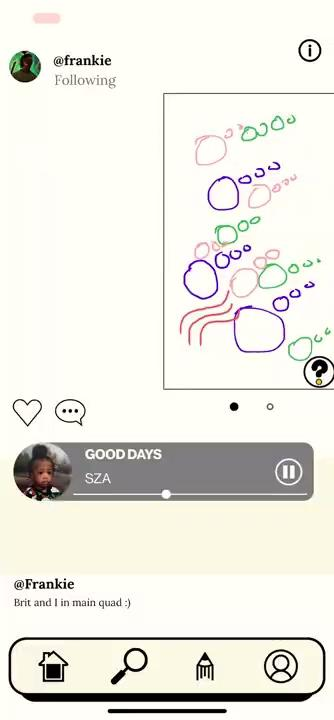 @frankie
Following
GOOD DAYS
SZA
@Frankie
Brit and I in main quad :)